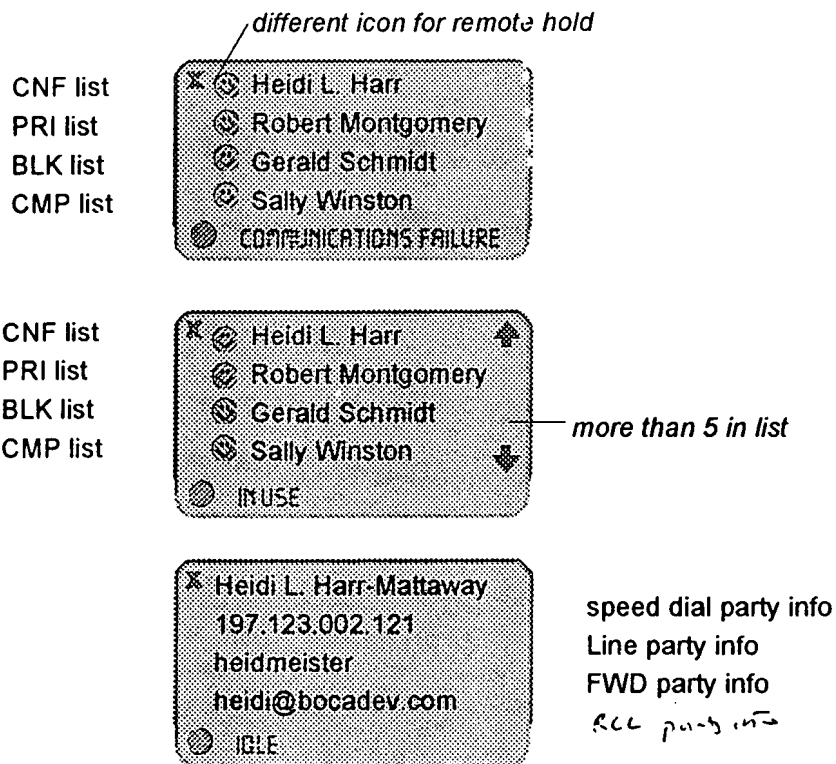 different icon for remote hold
CNF list
PRI list
BLK list
CMP list
X Heidi L. Harr
Robert Montgomery
Gerald Schmidt
Sally Winston
COMMUNICATIONS FAILURE
CNF list
PRI list
BLK list
CMP list
X Heidi L. Harr
Robert Montgomery
Gerald Schmidt
Sally Winston
IN USE
more than 5 in list
X Heidi L. Harr-Mattaway
197.123.002.121
heidmeister
heidi@bocadev.com
IDLE
speed dial party info
Line party info
FWD party info
party info